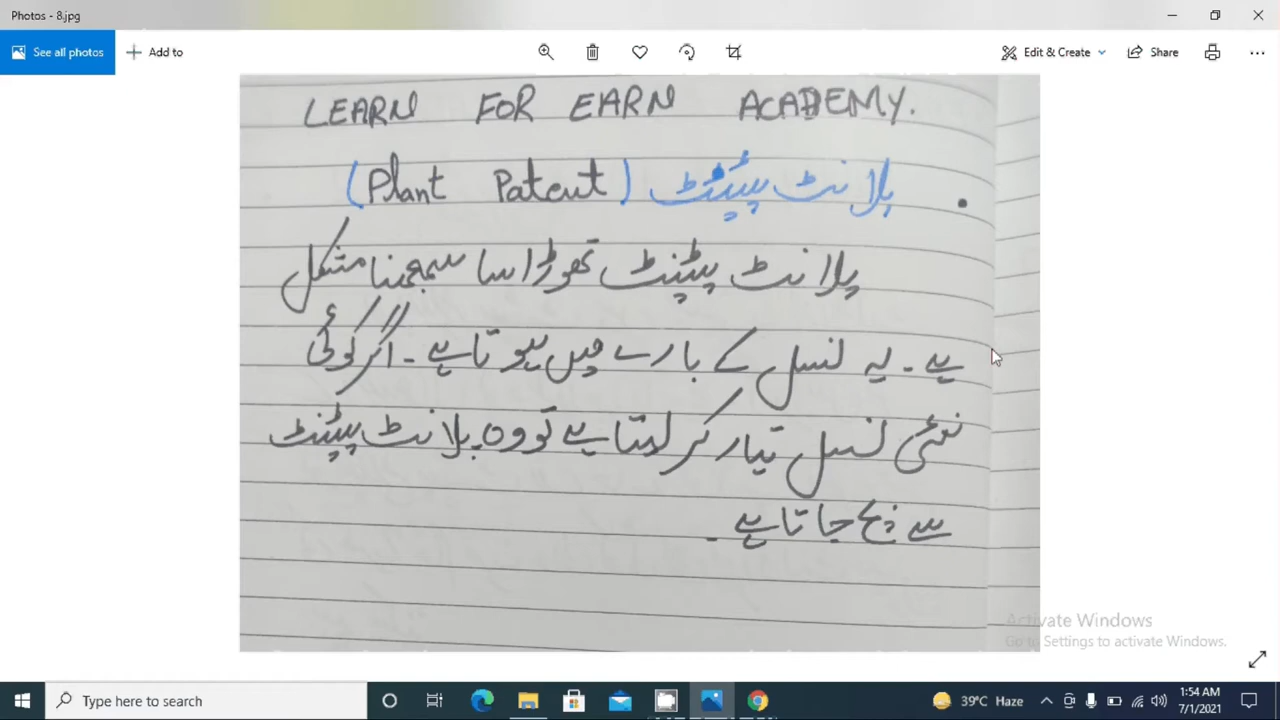 Photos - 8.jpg
See all photos
Add to
Edit & Create
Share
LEARN FOR EARN ACADEMY.
پلانٹ پیٹنٹ (Plant Patent)
پلانٹ پیٹنٹ تھوڑا سا سمجھنا مشکل
ہے۔ یہ نسل کے بارے میں ہوتا ہے۔ اگر کوئی
نئی نسل تیار کر لیتا ہے تو وہ پلانٹ پیٹنٹ
سے بچ جاتا ہے۔
Activate Windows
Go to Settings to activate Windows.
Type here to search
39°C Haze
1:54 AM
7/1/2021